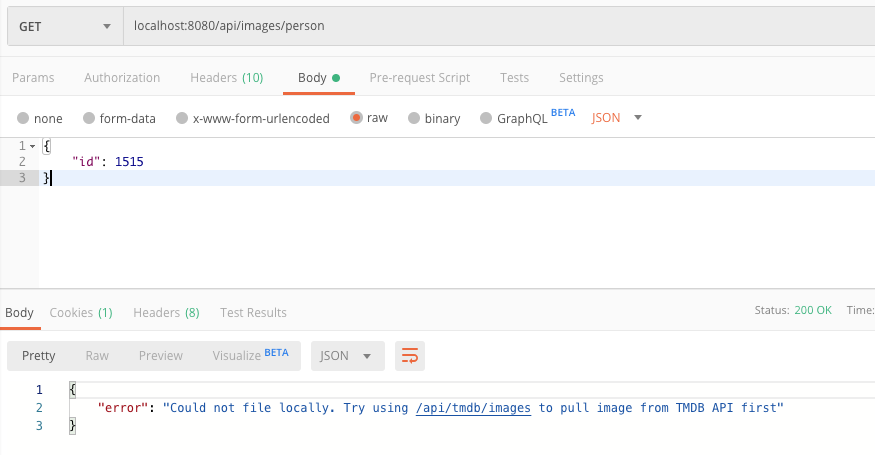 GET localhost:8080/api/images/person
Params Authorization Headers (10) Body Pre-request Script Tests Settings
none form-data x-www-form-urlencoded raw binary GraphQL BETA JSON
1 {
2 "id": 1515
3 }
Body Cookies (1) Headers (8) Test Results Status: 200 OK Time:
Pretty Raw Preview Visualize BETA JSON
1 {
2 "error": "Could not file locally. Try using /api/tmdb/images to pull image from TMDB API first"
3 }